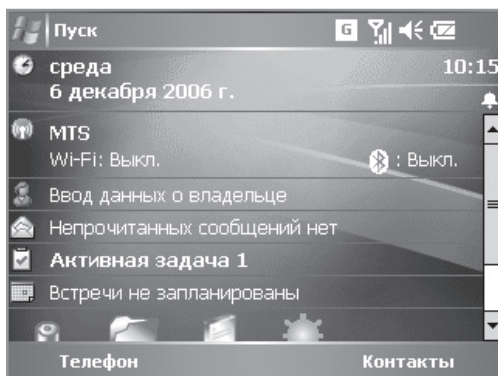 Пуск G
среда 10:15
6 декабря 2006 г.
MTS
Wi-Fi: Выкл. : Выкл.
Ввод данных о владельце
Непрочитанных сообщений нет
Активная задача 1
Встречи не запланированы
Телефон Контакты